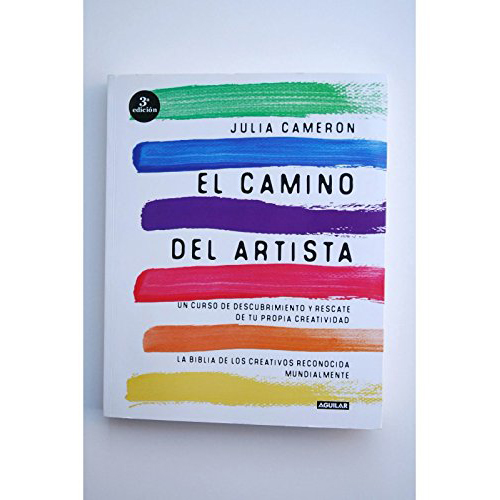 3ª
edición
JULIA CAMERON
EL CAMINO
DEL ARTISTA
UN CURSO DE DESCUBRIMIENTO Y RESCATE
DE TU PROPIA CREATIVIDAD
LA BIBLIA DE LOS CREATIVOS RECONOCIDA
MUNDIALMENTE
AGUILAR